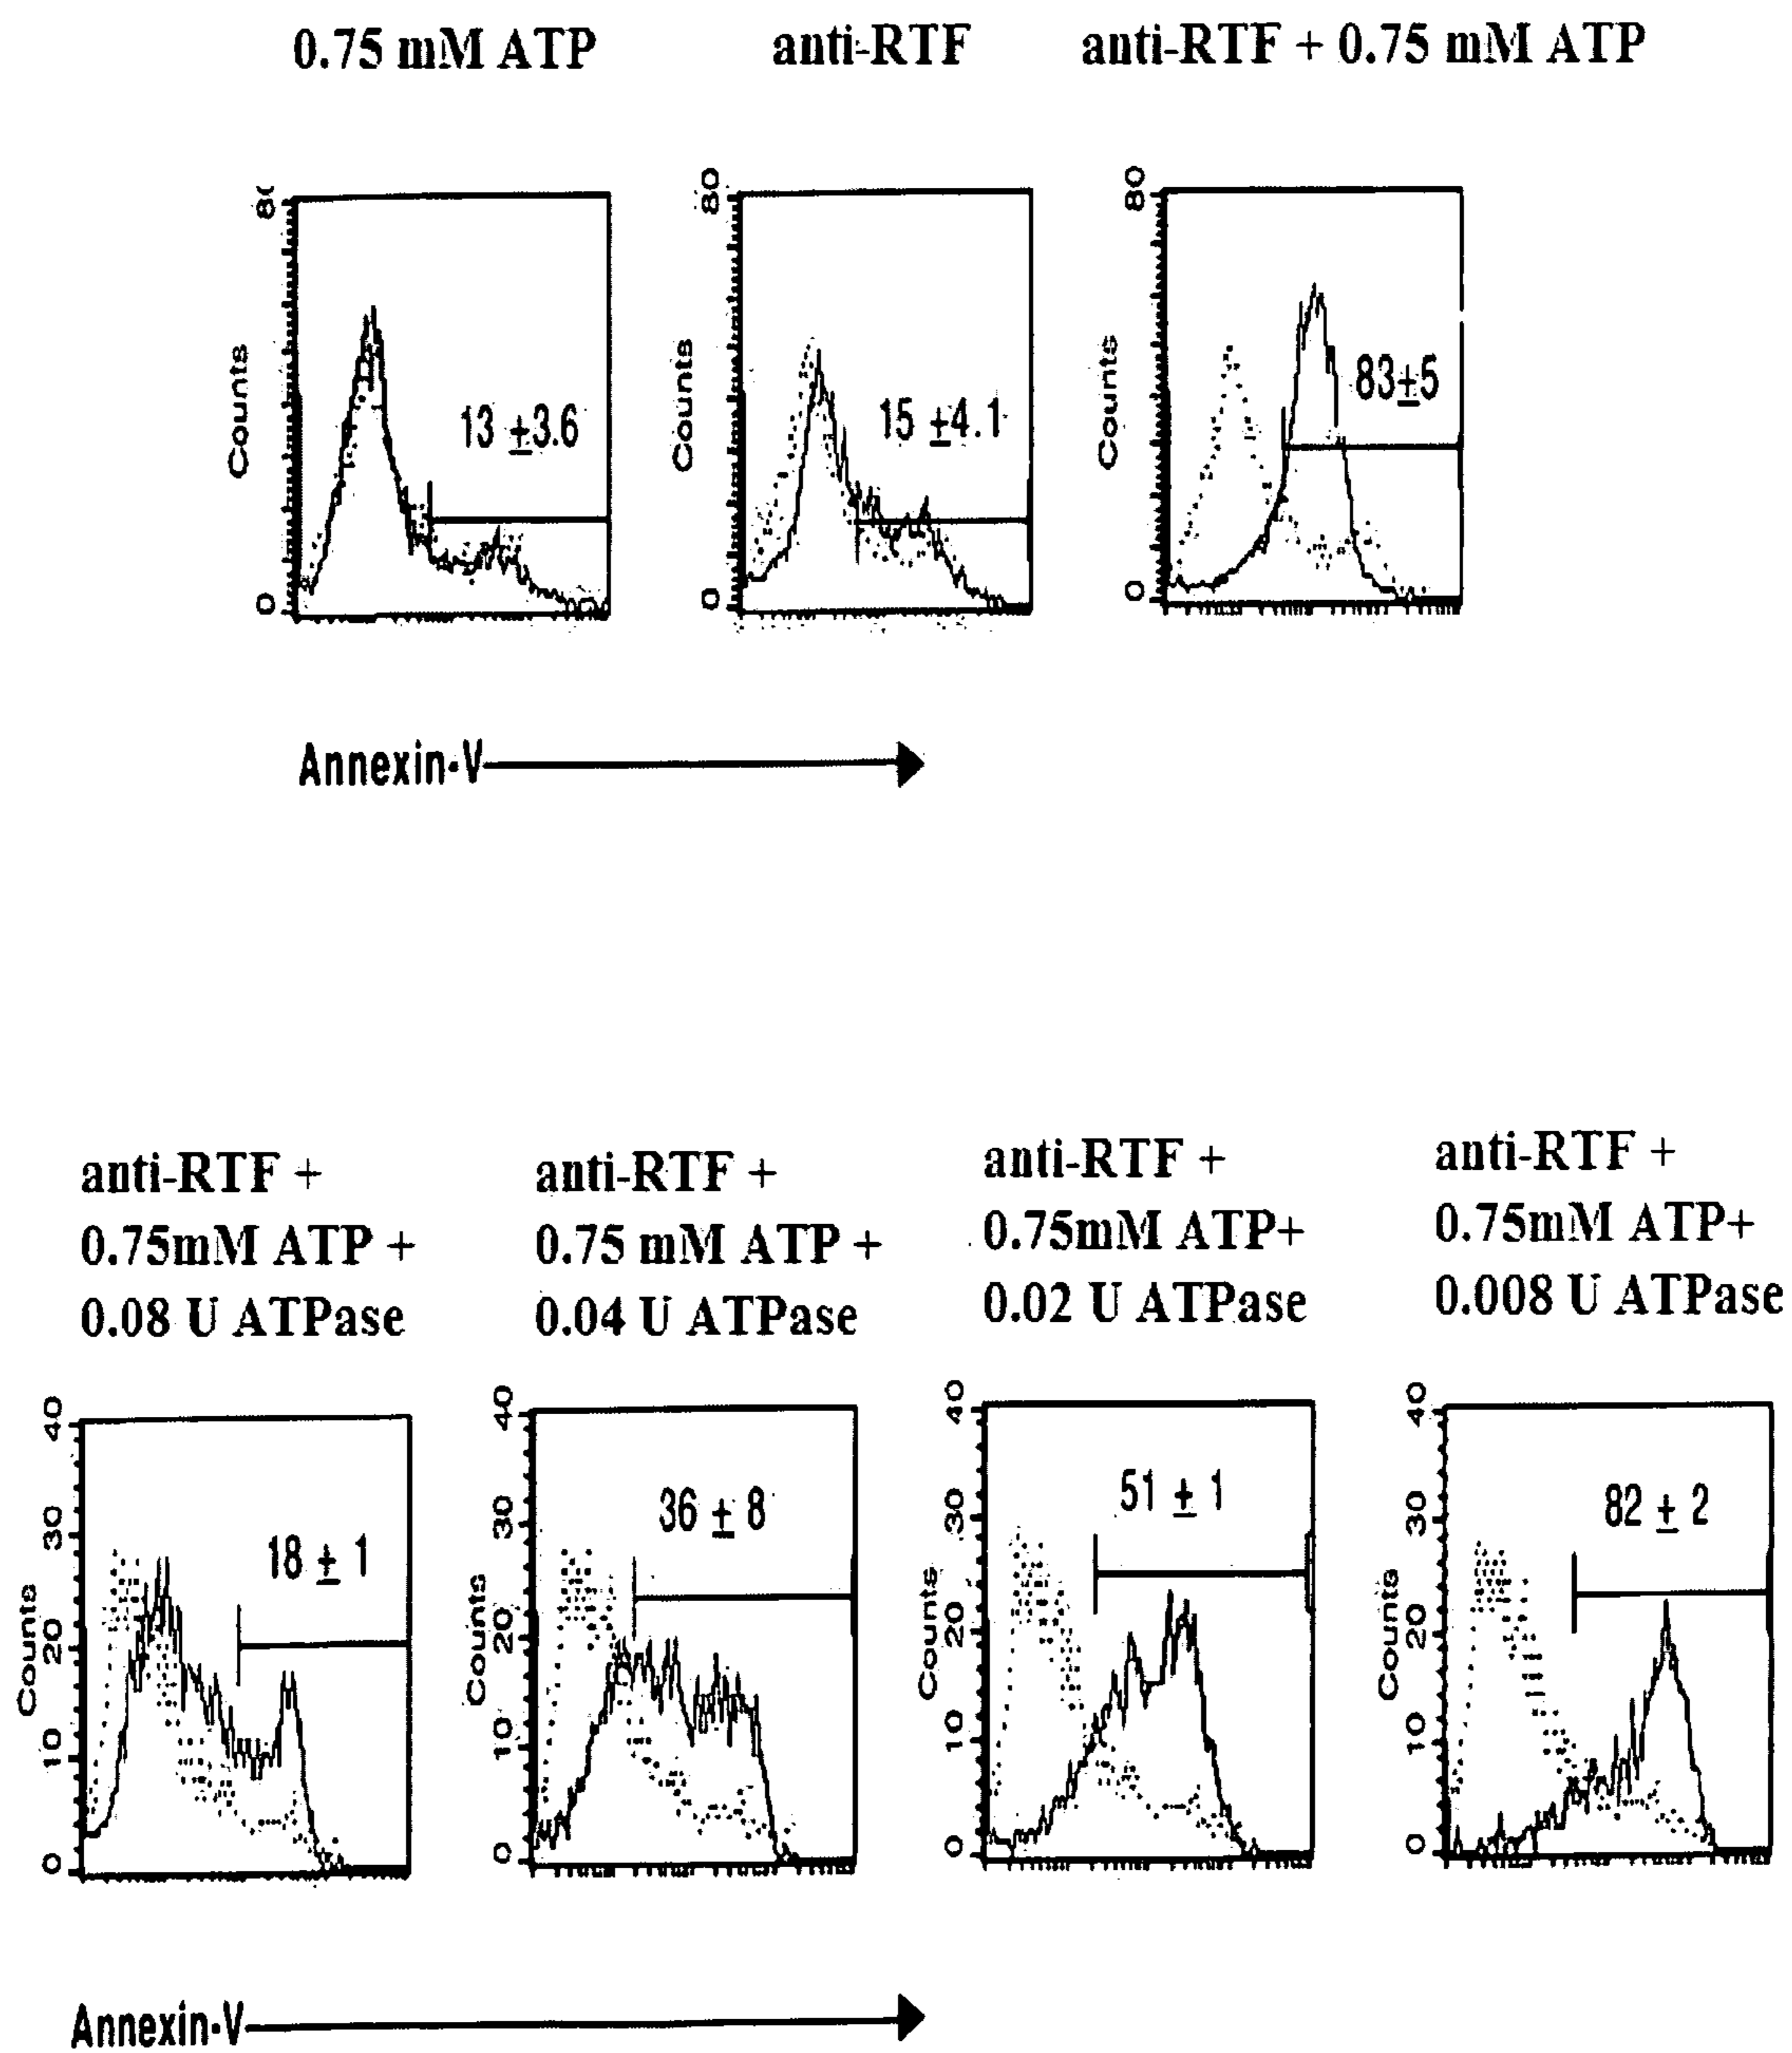 0.75 mM ATP
anti-RTF
anti-RTF + 0.75 mM ATP
80
Counts
0
13 ±3.6
80
Counts
0
15 ±4.1
80
Counts
0
83±5
Annexin-V
anti-RTF +
0.75mM ATP +
0.08 U ATPase
anti-RTF +
0.75 mM ATP +
0.04 U ATPase
anti-RTF +
0.75mM ATP+
0.02 U ATPase
anti-RTF +
0.75mM ATP+
0.008 U ATPase
40
30
20
10
0
Counts
18 ± 1
40
30
20
10
0
Counts
36 ± 8
40
30
20
10
0
Counts
51 ± 1
40
30
20
10
0
Counts
82 ± 2
Annexin-V